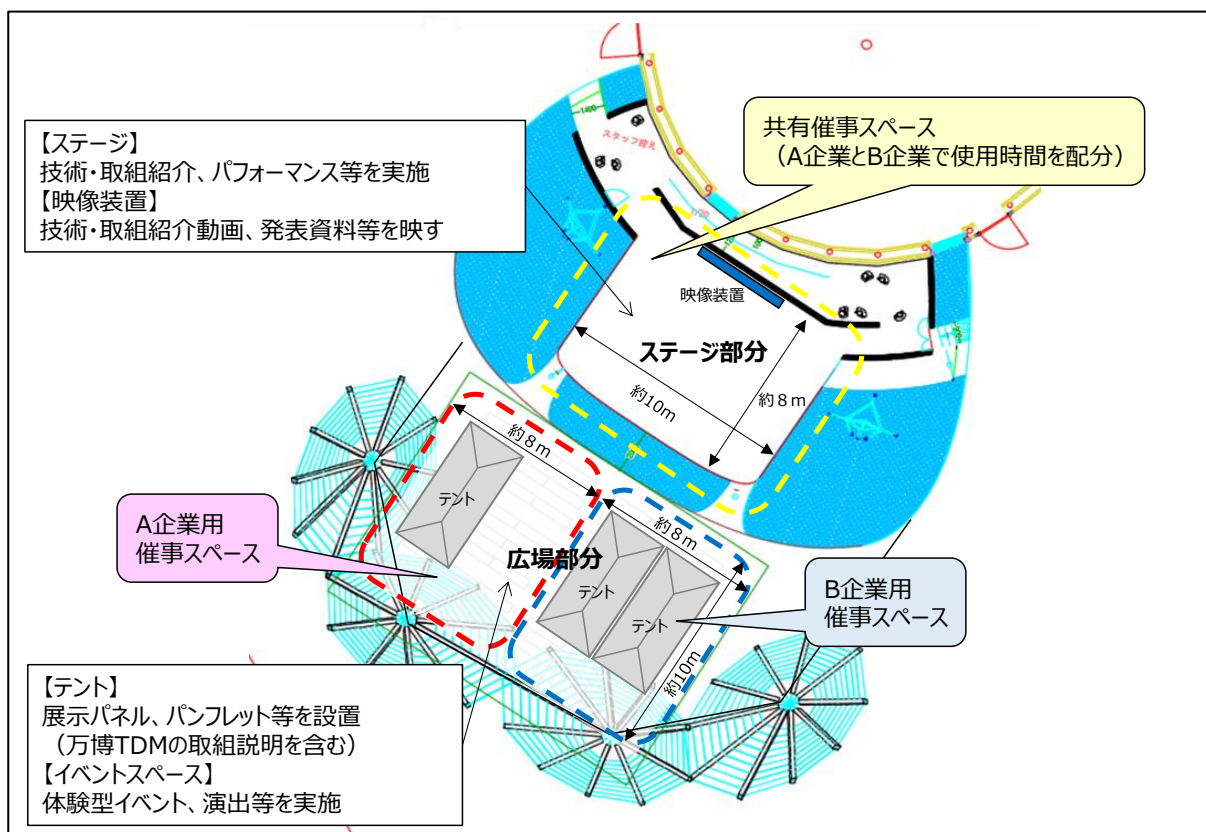 【ステージ】
技術・取組紹介、パフォーマンス等を実施
【映像装置】
技術・取組紹介動画、発表資料等を映す
共有催事スペース
（A企業とB企業で使用時間を配分）
1400
スタッフ控え
1/20
映像装置
ステージ部分
約10m
約８ｍ
約８ｍ
テント
A企業用
催事スペース
広場部分
約８ｍ
テント
テント
約10m
B企業用
催事スペース
【テント】
展示パネル、パンフレット等を設置
（万博TDMの取組説明を含む）
【イベントスペース】
体験型イベント、演出等を実施